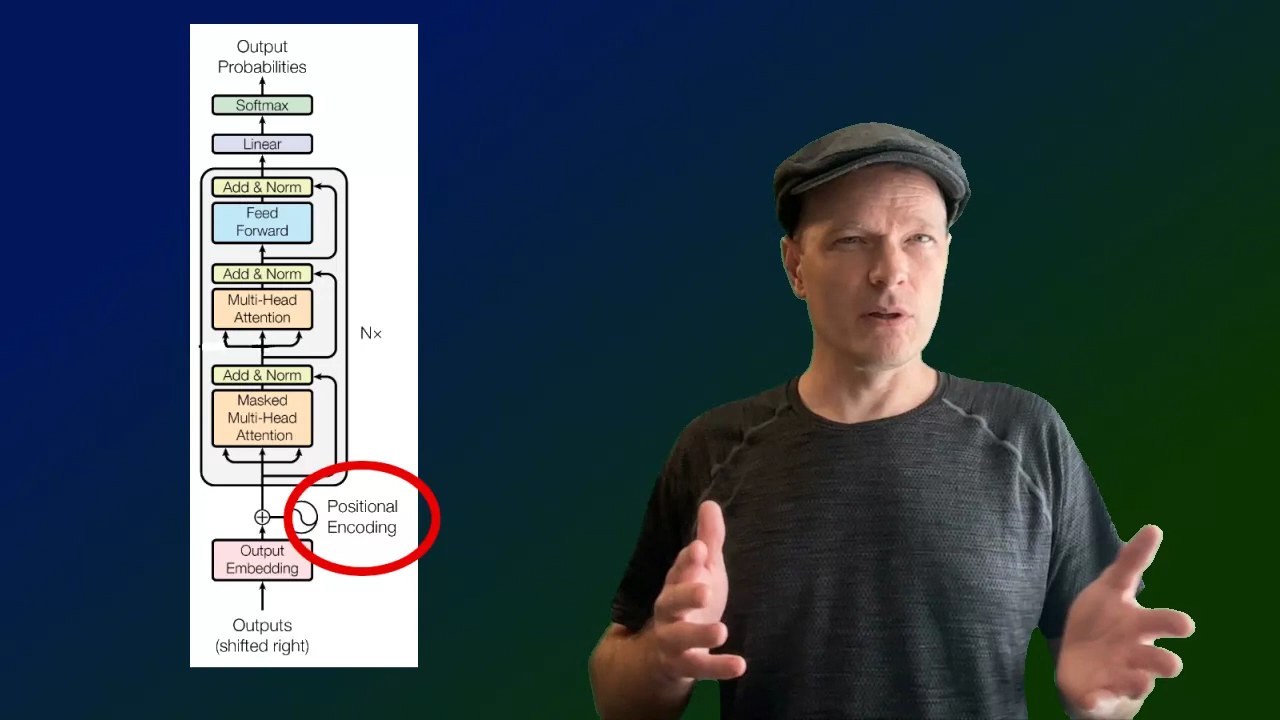 Output
Probabilities
Softmax
Linear
Add & Norm
Feed
Forward
Add & Norm
Multi-Head
Attention
N×
Add & Norm
Masked
Multi-Head
Attention
Positional
Encoding
Output
Embedding
Outputs
(shifted right)